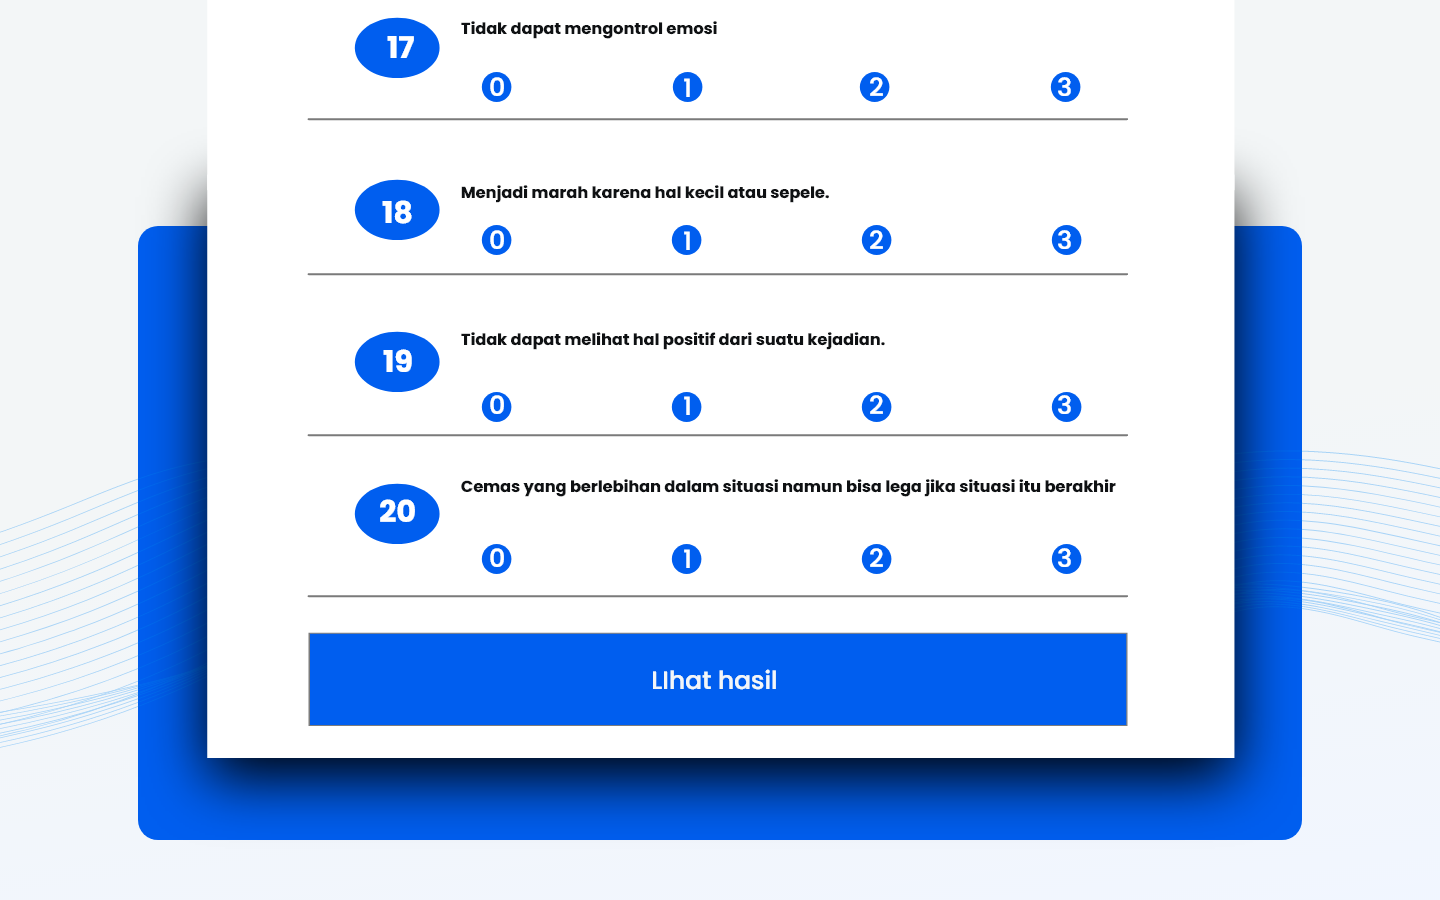 17 Tidak dapat mengontrol emosi
0 1 2 3
18 Menjadi marah karena hal kecil atau sepele.
0 1 2 3
19 Tidak dapat melihat hal positif dari suatu kejadian.
0 1 2 3
20 Cemas yang berlebihan dalam situasi namun bisa lega jika situasi itu berakhir
0 1 2 3
LIhat hasil